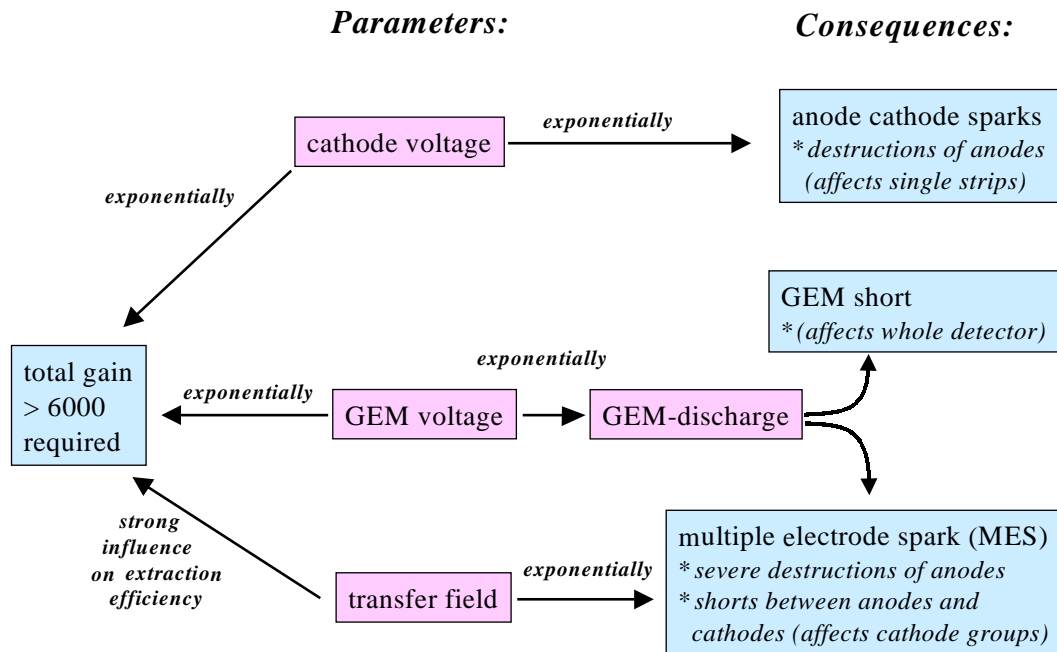 Parameters:
Consequences:
exponentially
cathode voltage
anode cathode sparks
* destructions of anodes
(affects single strips)
exponentially
GEM short
* (affects whole detector)
total gain
> 6000
required
exponentially
exponentially
GEM voltage
GEM-discharge
strong
influence
on extraction
efficiency
transfer field
exponentially
multiple electrode spark (MES)
* severe destructions of anodes
* shorts between anodes and
cathodes (affects cathode groups)